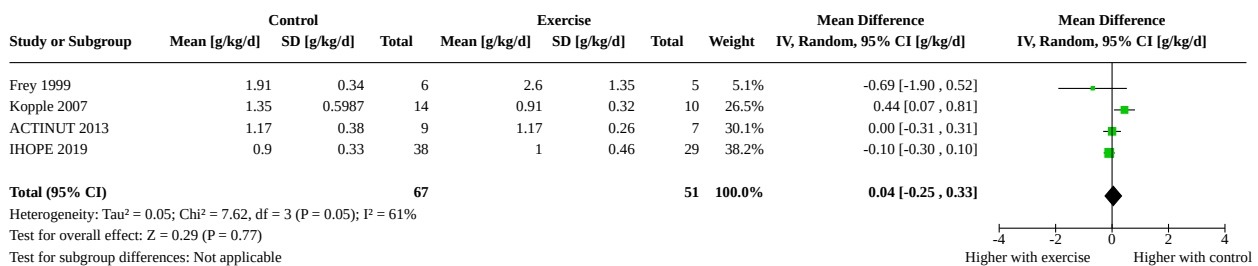 Control Exercise Mean Difference Mean Difference
Study or Subgroup Mean [g/kg/d] SD [g/kg/d] Total Mean [g/kg/d] SD [g/kg/d] Total Weight IV, Random, 95% CI [g/kg/d] IV, Random, 95% CI [g/kg/d]
Frey 1999 1.91 0.34 6 2.6 1.35 5 5.1% -0.69 [-1.90 , 0.52]
Kopple 2007 1.35 0.5987 14 0.91 0.32 10 26.5% 0.44 [0.07 , 0.81]
ACTINUT 2013 1.17 0.38 9 1.17 0.26 7 30.1% 0.00 [-0.31 , 0.31]
IHOPE 2019 0.9 0.33 38 1 0.46 29 38.2% -0.10 [-0.30 , 0.10]
Total (95% CI) 67 51 100.0% 0.04 [-0.25 , 0.33]
Heterogeneity: Tau² = 0.05; Chi² = 7.62, df = 3 (P = 0.05); I² = 61%
Test for overall effect: Z = 0.29 (P = 0.77) -4 -2 0 2 4
Test for subgroup differences: Not applicable Higher with exercise Higher with control